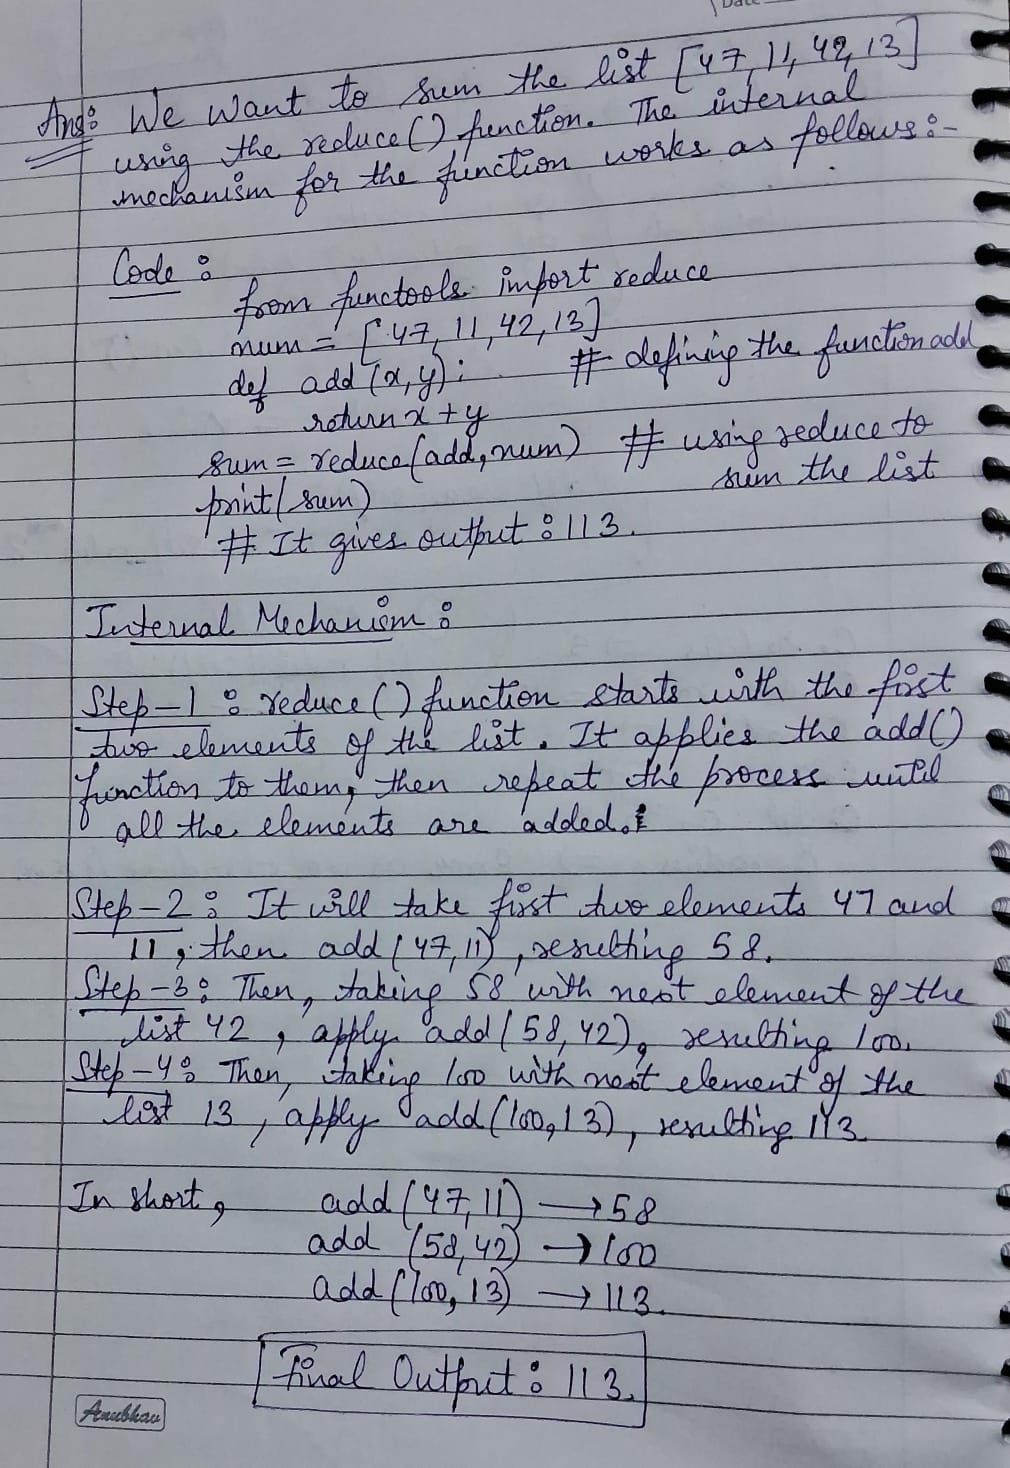 Date
Ans: We want to sum the list [47, 11, 42, 13]
using the reduce() function. The internal
mechanism for the function works as follows:-
Code:
from functools import reduce
num = [47, 11, 42, 13]
def add (x, y): # defining the function add
return x + y
sum = reduce(add, num) # using reduce to
sum the list
print(sum)
# It gives output: 113.
Internal Mechanism:
Step-1: reduce() function starts with the first
two elements of the list. It applies the add()
function to them, then repeat the process until
all the elements are added.
Step-2: It will take first two elements 47 and
11, then add (47, 11), resulting 58.
Step-3: Then, taking 58 with next element of the
list 42, apply add(58, 42), resulting 100.
Step-4: Then, taking 100 with next element of the
list 13, apply add(100, 13), resulting 113.
In short, add (47, 11) → 58
add (58, 42) → 100
add (100, 13) → 113.
Final Output: 113.
Anubhav